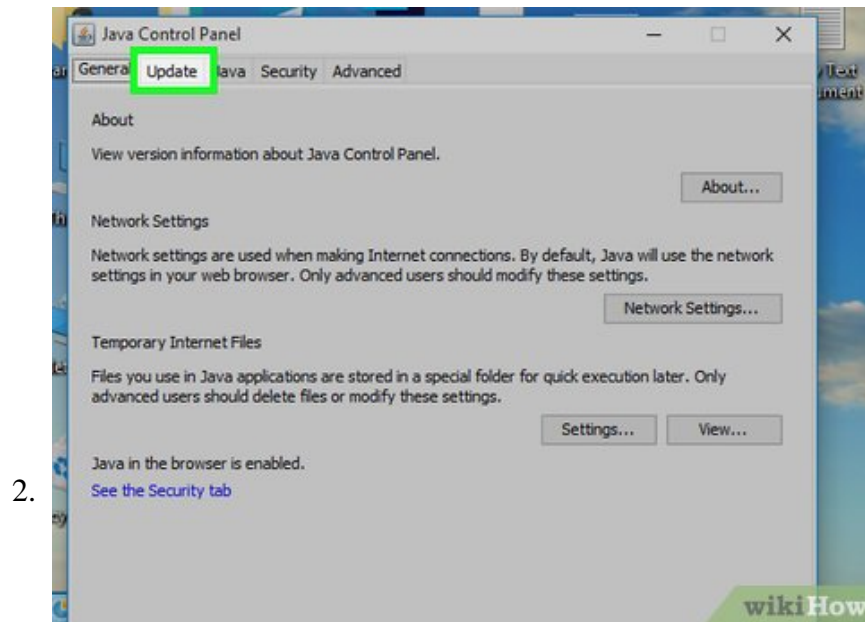 Java Control Panel
General Update Java Security Advanced
About
View version information about Java Control Panel.
About...
Network Settings
Network settings are used when making Internet connections. By default, Java will use the network
settings in your web browser. Only advanced users should modify these settings.
Network Settings...
Temporary Internet Files
Files you use in Java applications are stored in a special folder for quick execution later. Only
advanced users should delete files or modify these settings.
Settings... View...
Java in the browser is enabled.
2.
See the Security tab
wikiHow